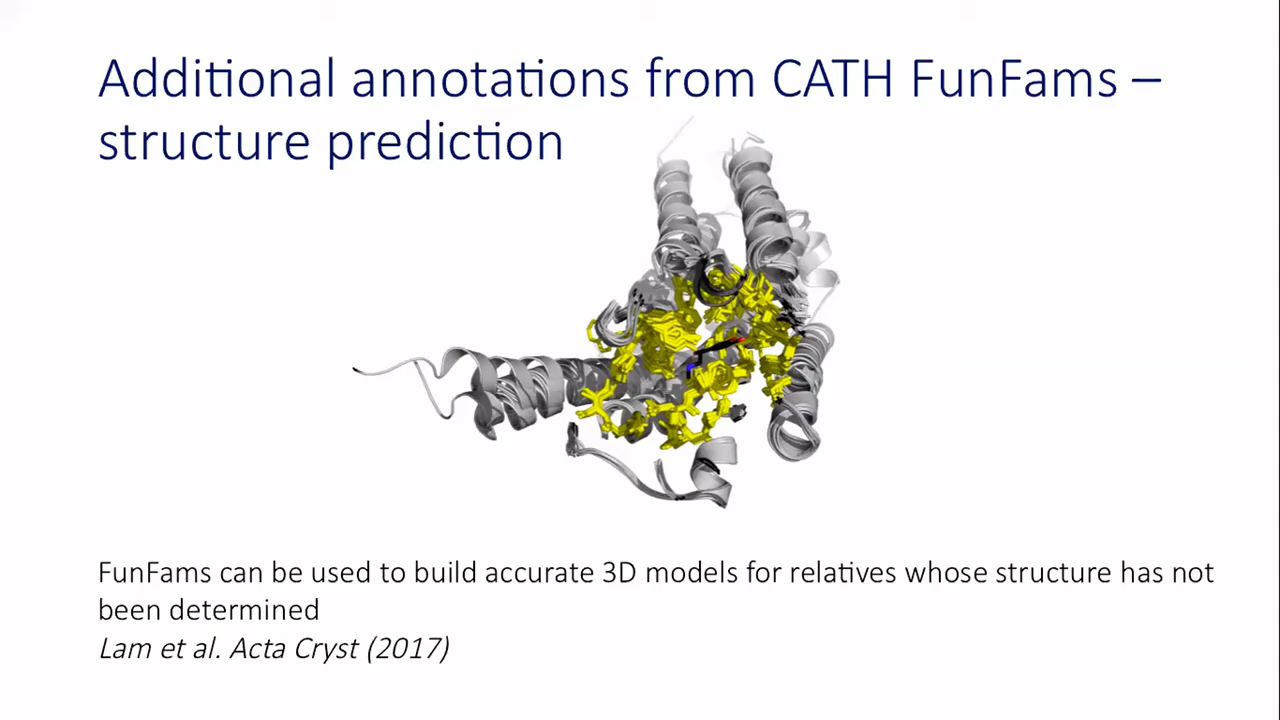 Additional annotations from CATH FunFams –
structure prediction
FunFams can be used to build accurate 3D models for relatives whose structure has not
been determined
Lam et al. Acta Cryst (2017)